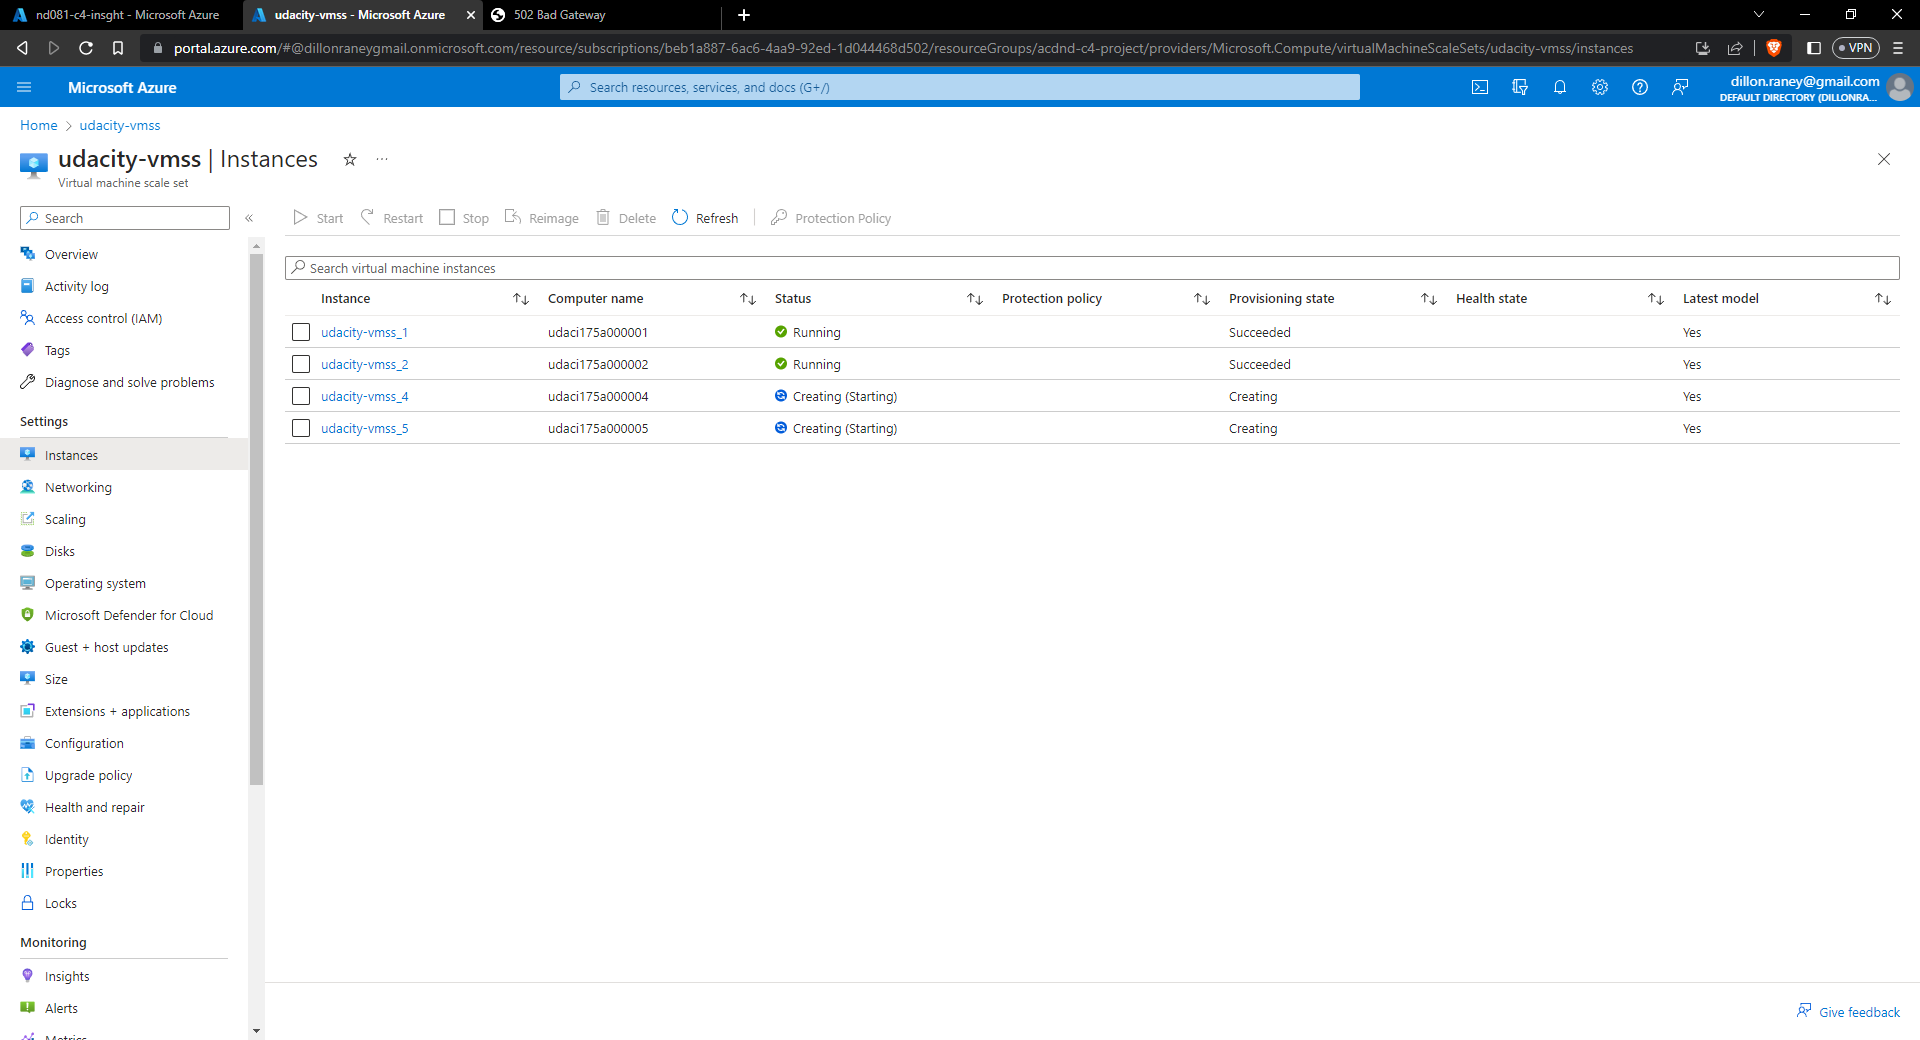 nd081-c4-insght - Microsoft Azure
udacity-vmss - Microsoft Azure
502 Bad Gateway
portal.azure.com/#@dillonraneygmail.onmicrosoft.com/resource/subscriptions/beb1a887-6ac6-4aa9-92ed-1d044468d502/resourceGroups/acdnd-c4-project/providers/Microsoft.Compute/virtualMachineScaleSets/udacity-vmss/instances
VPN
Microsoft Azure
Search resources, services, and docs (G+/)
dillon.raney@gmail.com
DEFAULT DIRECTORY (DILLONRA...
Home > udacity-vmss
udacity-vmss | Instances
Virtual machine scale set
Search
Start Restart Stop Reimage Delete Refresh Protection Policy
Search virtual machine instances
Instance Computer name Status Protection policy Provisioning state Health state Latest model
udacity-vmss_1 udaci175a000001 Running Succeeded Yes
udacity-vmss_2 udaci175a000002 Running Succeeded Yes
udacity-vmss_4 udaci175a000004 Creating (Starting) Creating Yes
udacity-vmss_5 udaci175a000005 Creating (Starting) Creating Yes
Overview
Activity log
Access control (IAM)
Tags
Diagnose and solve problems
Settings
Instances
Networking
Scaling
Disks
Operating system
Microsoft Defender for Cloud
Guest + host updates
Size
Extensions + applications
Configuration
Upgrade policy
Health and repair
Identity
Properties
Locks
Monitoring
Insights
Alerts
Metrics
Give feedback